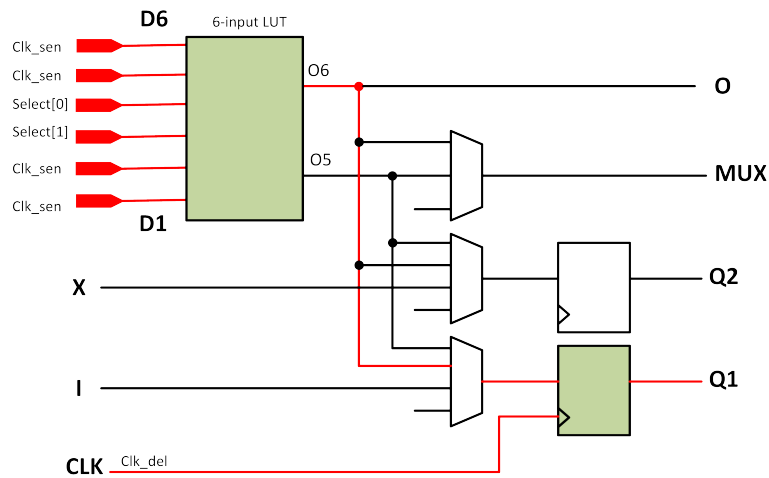 D6
6-input LUT
Clk_sen
Clk_sen
Select[0]
Select[1]
Clk_sen
Clk_sen
D1
O6
O
O5
MUX
X
Q2
I
Q1
CLK
Clk_del